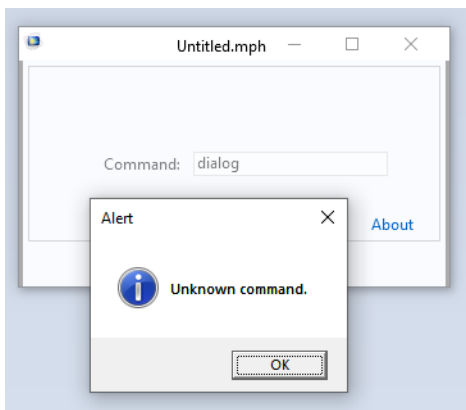 Untitled.mph
Command: dialog
About
Alert
Unknown command.
OK